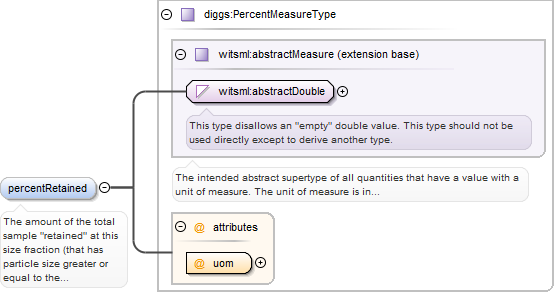 diggs:PercentMeasureType
witsml:abstractMeasure (extension base)
witsml:abstractDouble
This type disallows an "empty" double value. This type should not be
used directly except to derive another type.
The intended abstract supertype of all quantities that have a value with a
unit of measure. The unit of measure is in...
percentRetained
The amount of the total
sample "retained" at this
size fraction (that has
particle size greater or
equal to the...
@ attributes
@ uom